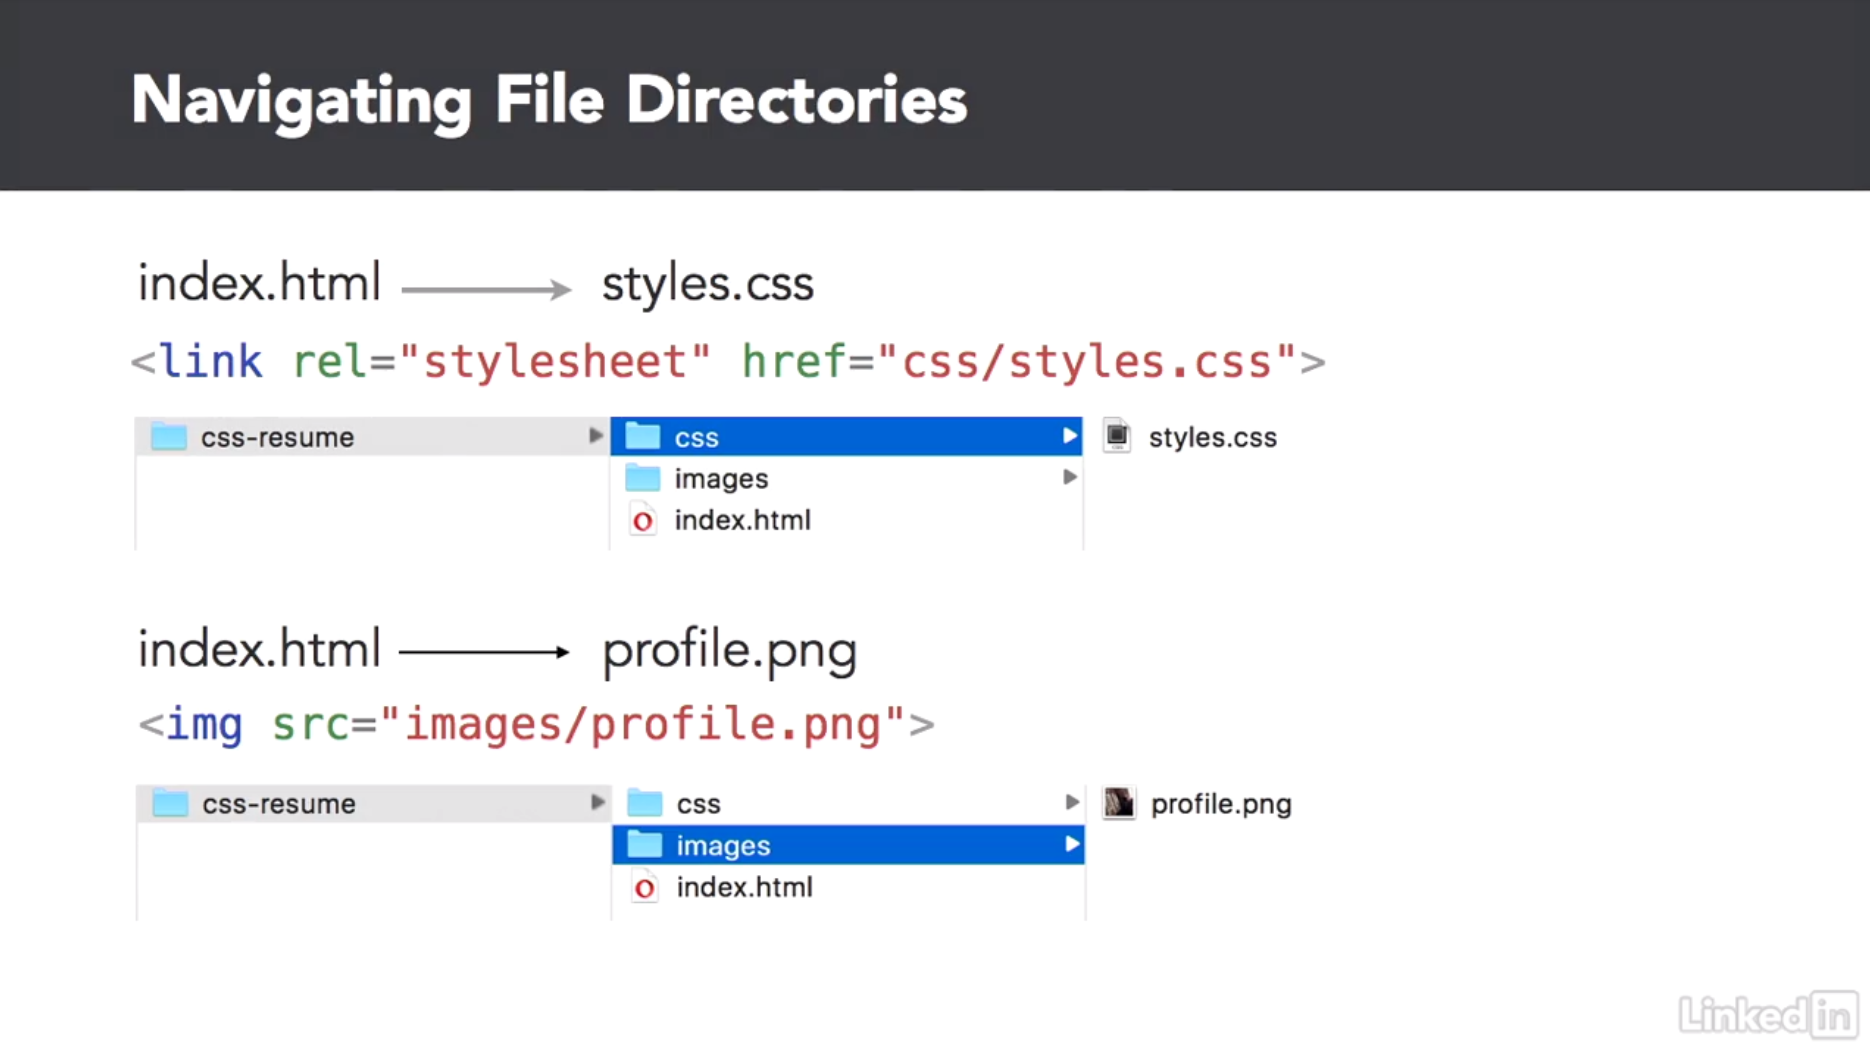 Navigating File Directories
index.html styles.css
<link rel="stylesheet" href="css/styles.css">
css-resume css styles.css
images
index.html
index.html profile.png
<img src="images/profile.png">
css-resume css profile.png
images
index.html
Linked in